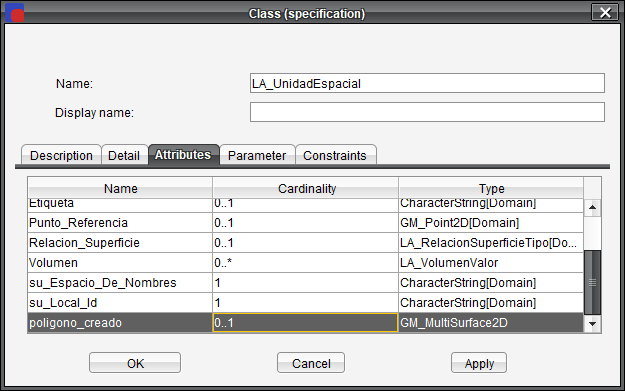 Class (specification)
Name: LA_UnidadEspacial
Display name:
Description Detail Attributes Parameter Constraints
Name Cardinality Type
Etiqueta 0..1 CharacterString[Domain]
Punto_Referencia 0..1 GM_Point2D[Domain]
Relacion_Superficie 0..1 LA_RelacionSuperficieTipo[Do...
Volumen 0..* LA_VolumenValor
su_Espacio_De_Nombres 1 CharacterString[Domain]
su_Local_Id 1 CharacterString[Domain]
poligono_creado 0..1 GM_MultiSurface2D
OK Cancel Apply